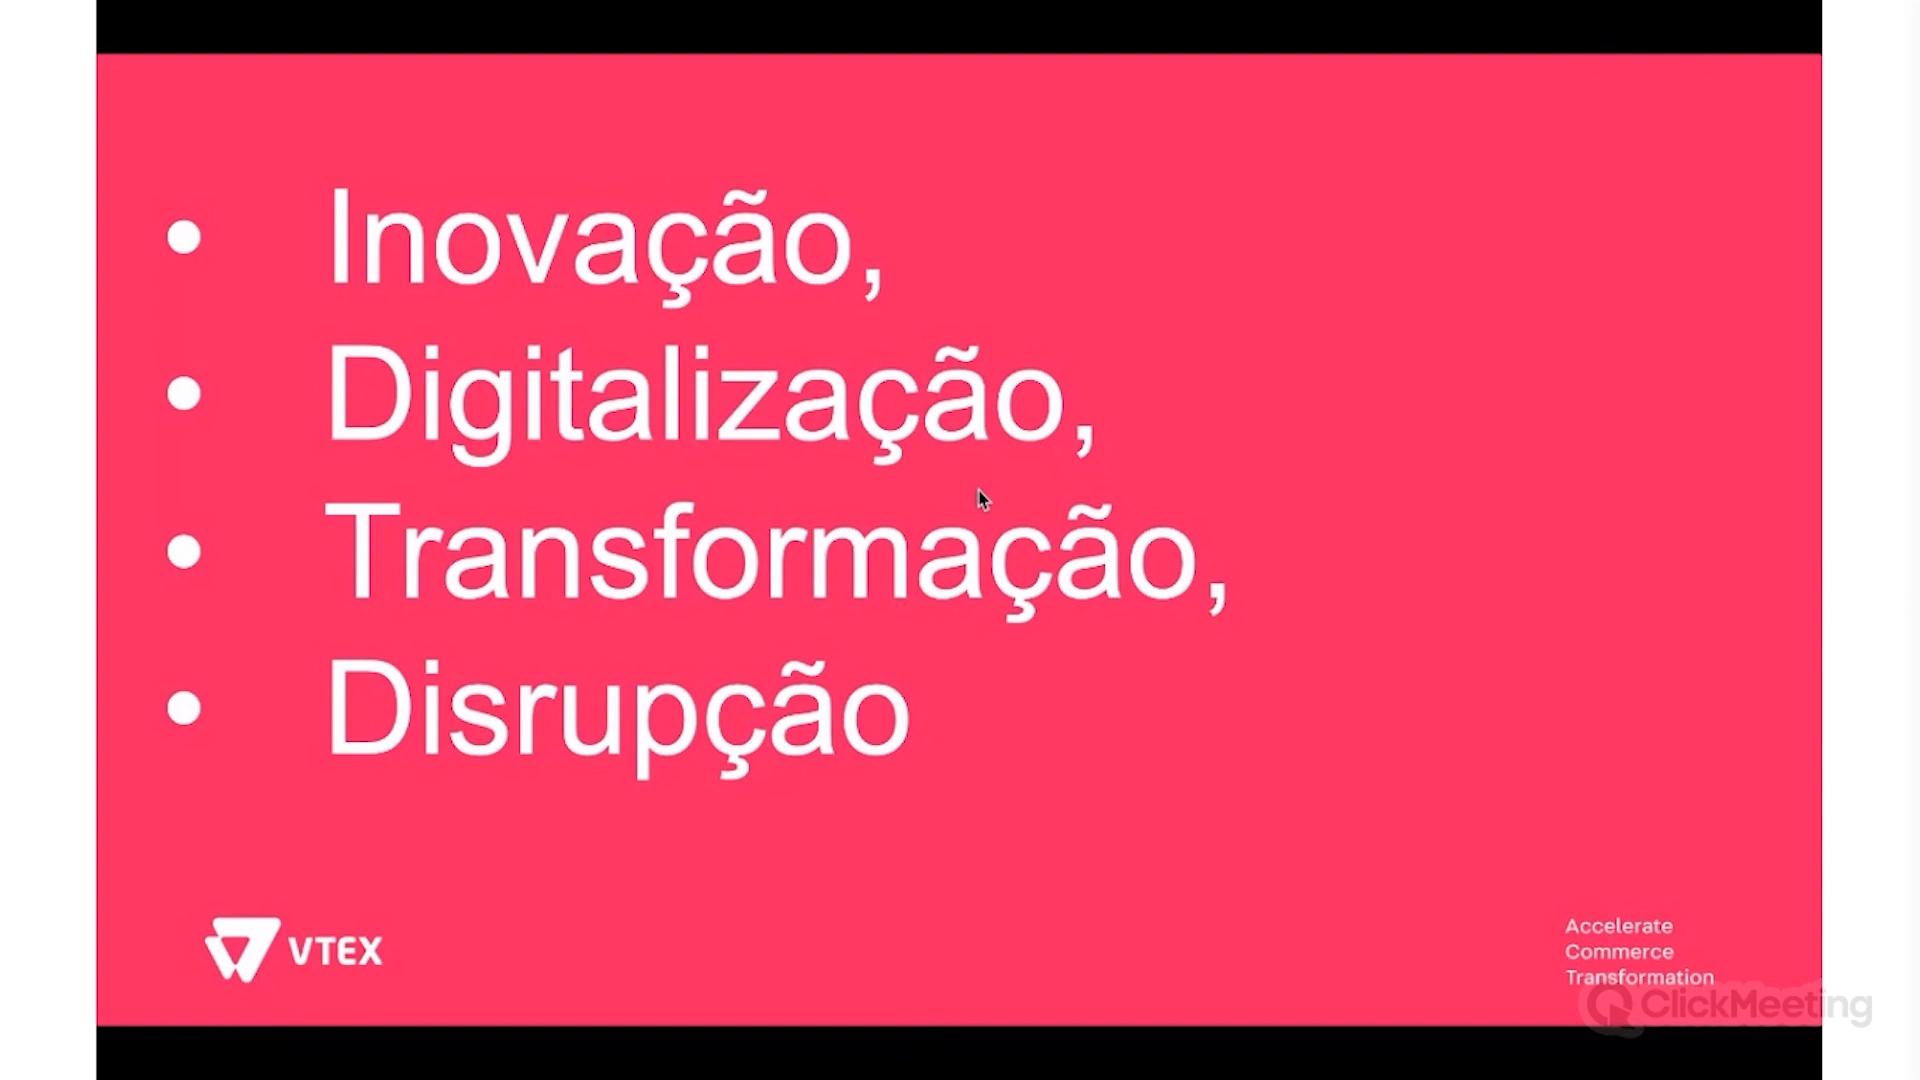 • Inovação,
• Digitalização,
• Transformação,
• Disrupção
VTEX
Accelerate
Commerce
Transformation
ClickMeeting